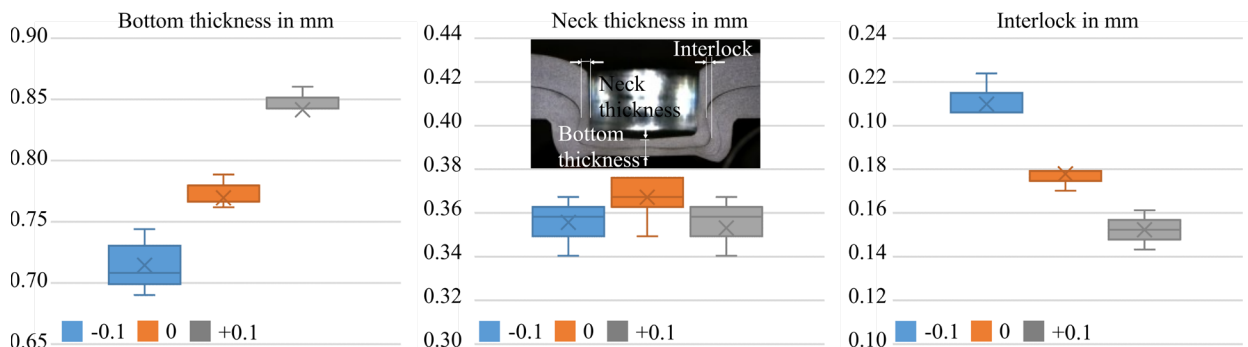 Bottom thickness in mm
0.90
0.85
0.80
0.75
0.70
0.65
-0.1 0 +0.1
Neck thickness in mm
0.44
0.42
0.40
0.38
0.36
0.34
0.32
0.30
Interlock
Neck
thickness
Bottom
thickness
-0.1 0 +0.1
Interlock in mm
0.24
0.22
0.10
0.18
0.16
0.14
0.12
0.10
-0.1 0 +0.1